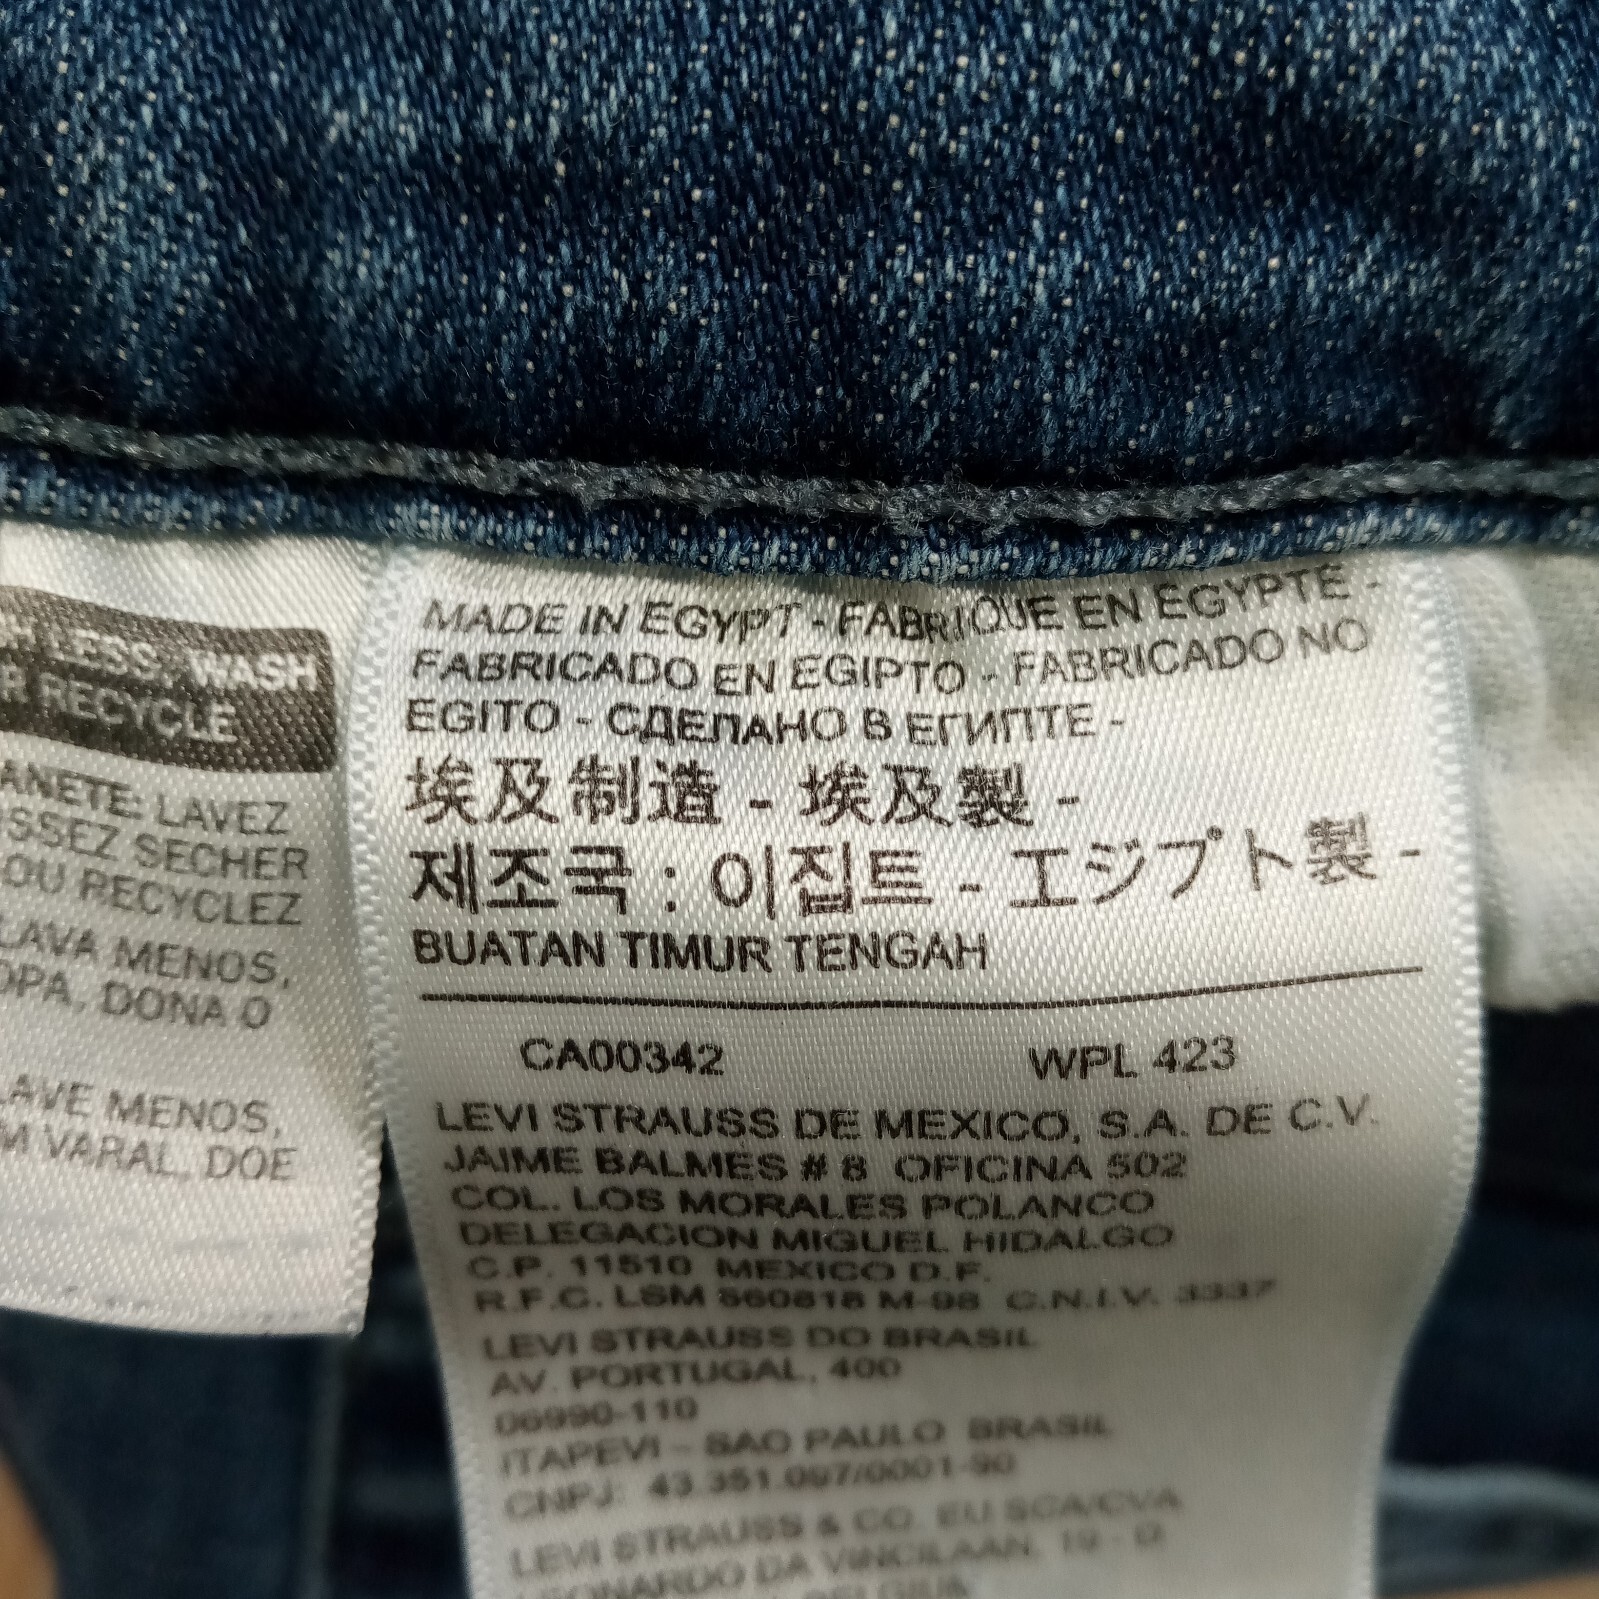 LESS, WASH
RECYCLE
LAVEZ
SECHER
OU RECYCLEZ
LAVA MENOS,
DONA O
MENOS,
VARAL, DOE
MADE IN EGYPT - FABRIQUE EN EGYPTE -
FABRICADO EN EGIPTO - FABRICADO NO
EGITO - СДЕЛАНО В ЕГИПТЕ -
埃及制造 - 埃及製 -
제조국 : 이집트 - エジプト製 -
BUATAN TIMUR TENGAH
CA00342 WPL 423
LEVI STRAUSS DE MEXICO, S.A. DE C.V.
JAIME BALMES # 8 OFICINA 502
COL. LOS MORALES POLANCO
DELEGACION MIGUEL HIDALGO
C.P. 11510 MEXICO D.F.
R.F.C. LSM 860818 M-98 C.N.I.V. 3337
LEVI STRAUSS DO BRASIL
AV. PORTUGAL, 400
06990-110
ITAPEVI - SAO PAULO BRASIL
CNPJ: 43.351.097/0001-90
LEVI STRAUSS & CO. EU SCA/CVA
LEONARDO DA VINCILAAN, 19 - D